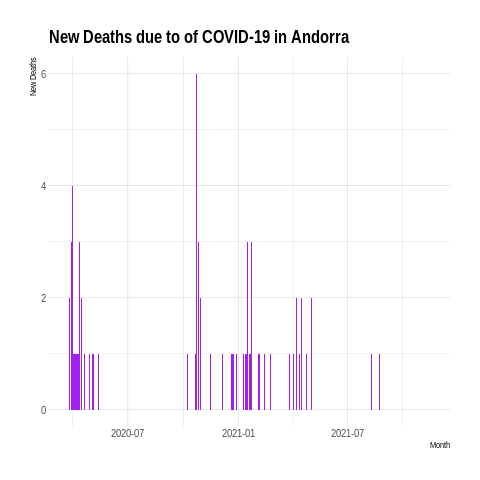 New Deaths due to of COVID-19 in Andorra
New Deaths
6
4
2
0
2020-07
2021-01
2021-07
Month